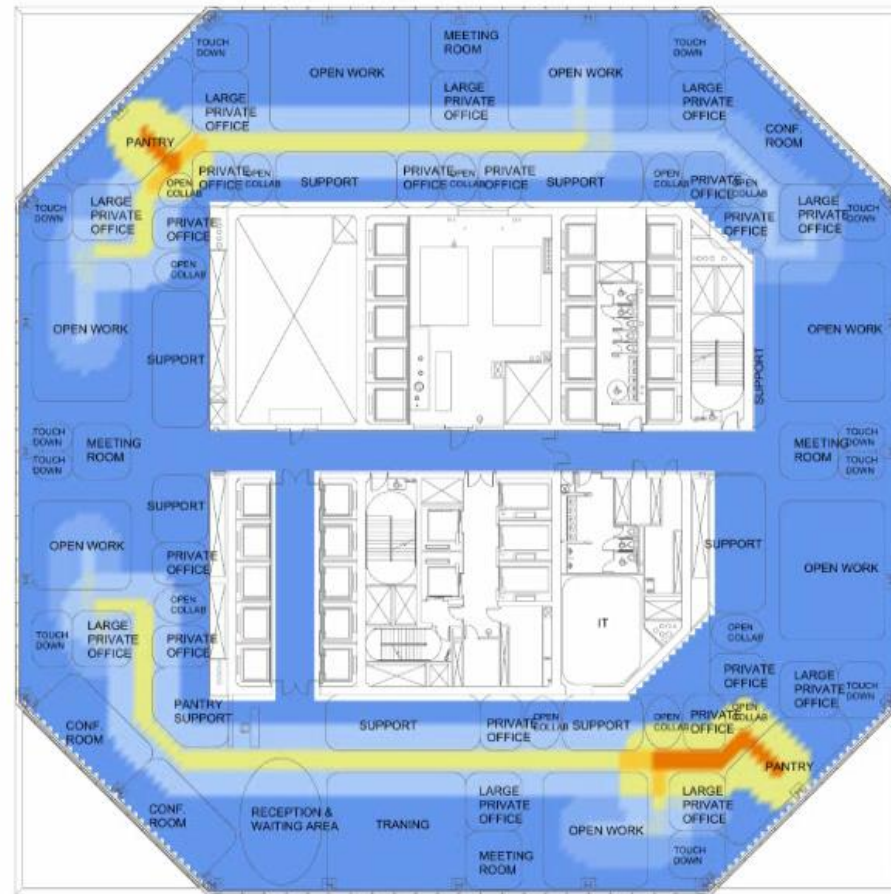 TOUCH
DOWN
OPEN WORK
MEETING
ROOM
OPEN WORK
TOUCH
DOWN
LARGE
PRIVATE
OFFICE
LARGE
PRIVATE
OFFICE
LARGE
PRIVATE
OFFICE
CONF.
ROOM
PANTRY
OPEN
COLLAB
PRIVATE
OFFICE
OPEN
COLLAB
SUPPORT
PRIVATE
OFFICE
OPEN
COLLAB
PRIVATE
OFFICE
SUPPORT
OPEN
COLLAB
PRIVATE
OFFICE
OPEN
COLLAB
TOUCH
DOWN
LARGE
PRIVATE
OFFICE
PRIVATE
OFFICE
PRIVATE
OFFICE
LARGE
PRIVATE
OFFICE
TOUCH
DOWN
OPEN
COLLAB
OPEN WORK
SUPPORT
SUPPORT
OPEN WORK
TOUCH
DOWN
TOUCH
DOWN
MEETING
ROOM
MEETING
ROOM
TOUCH
DOWN
TOUCH
DOWN
SUPPORT
OPEN WORK
PRIVATE
OFFICE
SUPPORT
OPEN WORK
OPEN
COLLAB
TOUCH
DOWN
LARGE
PRIVATE
OFFICE
PRIVATE
OFFICE
IT
OPEN
COLLAB
PRIVATE
OFFICE
LARGE
PRIVATE
OFFICE
TOUCH
DOWN
CONF.
ROOM
PANTRY
SUPPORT
SUPPORT
PRIVATE
OFFICE
OPEN
COLLAB
SUPPORT
OPEN
COLLAB
PRIVATE
OFFICE
OPEN
COLLAB
PANTRY
CONF.
ROOM
RECEPTION &
WAITING AREA
TRANING
LARGE
PRIVATE
OFFICE
OPEN WORK
LARGE
PRIVATE
OFFICE
MEETING
ROOM
TOUCH
DOWN